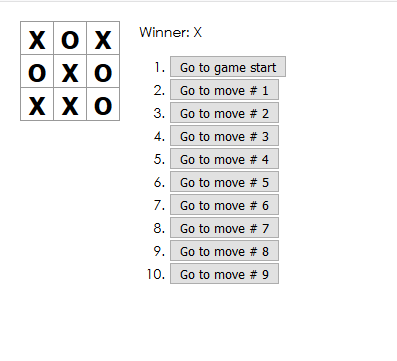 X O X
O X O
X X O
Winner: X
1. Go to game start
2. Go to move # 1
3. Go to move # 2
4. Go to move # 3
5. Go to move # 4
6. Go to move # 5
7. Go to move # 6
8. Go to move # 7
9. Go to move # 8
10. Go to move # 9